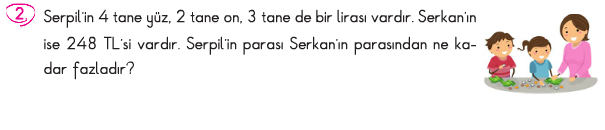 2. Serpil'in 4 tane yüz, 2 tane on, 3 tane de bir lirası vardır. Serkan'ın
ise 248 TL'si vardır. Serpil'in parası Serkan'ın parasından ne ka-
dar fazladır?